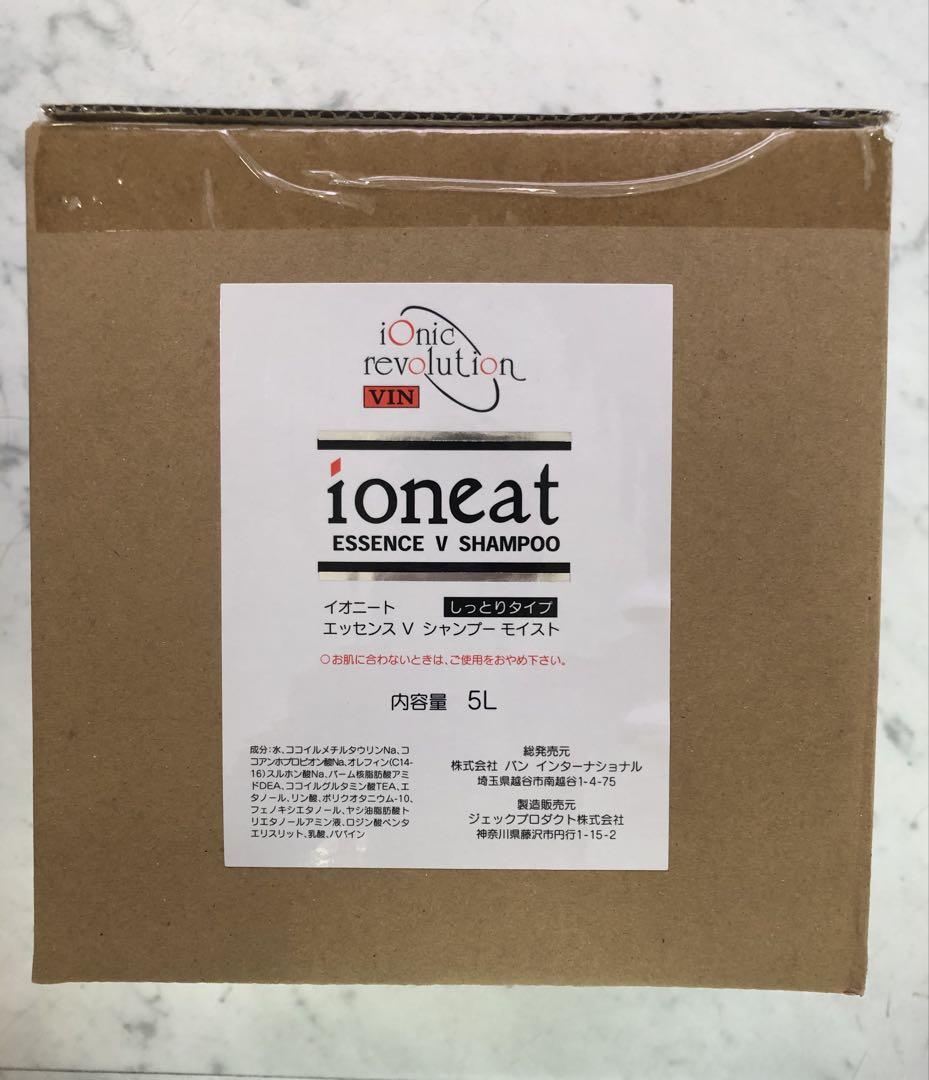 iOnic
revolution
VIN
ioneat
ESSENCE V SHAMPOO
イオニート しっとりタイプ
エッセンス V シャンプー モイスト
○お肌に合わないときは、ご使用をおやめ下さい。
内容量 5L
成分:水、ココイルメチルタウリンNa、コ
コアンホプロピオン酸Na、オレフィン(C14-
16)スルホン酸Na、パーム核脂肪酸アミ
ドDEA、ココイルグルタミン酸TEA、エ
タノール、リン酸、ポリクオタニウム-10、
フェノキシエタノール、ヤシ油脂肪酸ト
リエタノールアミン液、ロジン酸ペンタ
エリスリット、乳酸、パパイン
総発売元
株式会社 バン インターナショナル
埼玉県越谷市南越谷1-4-75
製造販売元
ジェックプロダクト株式会社
神奈川県藤沢市円行1-15-2